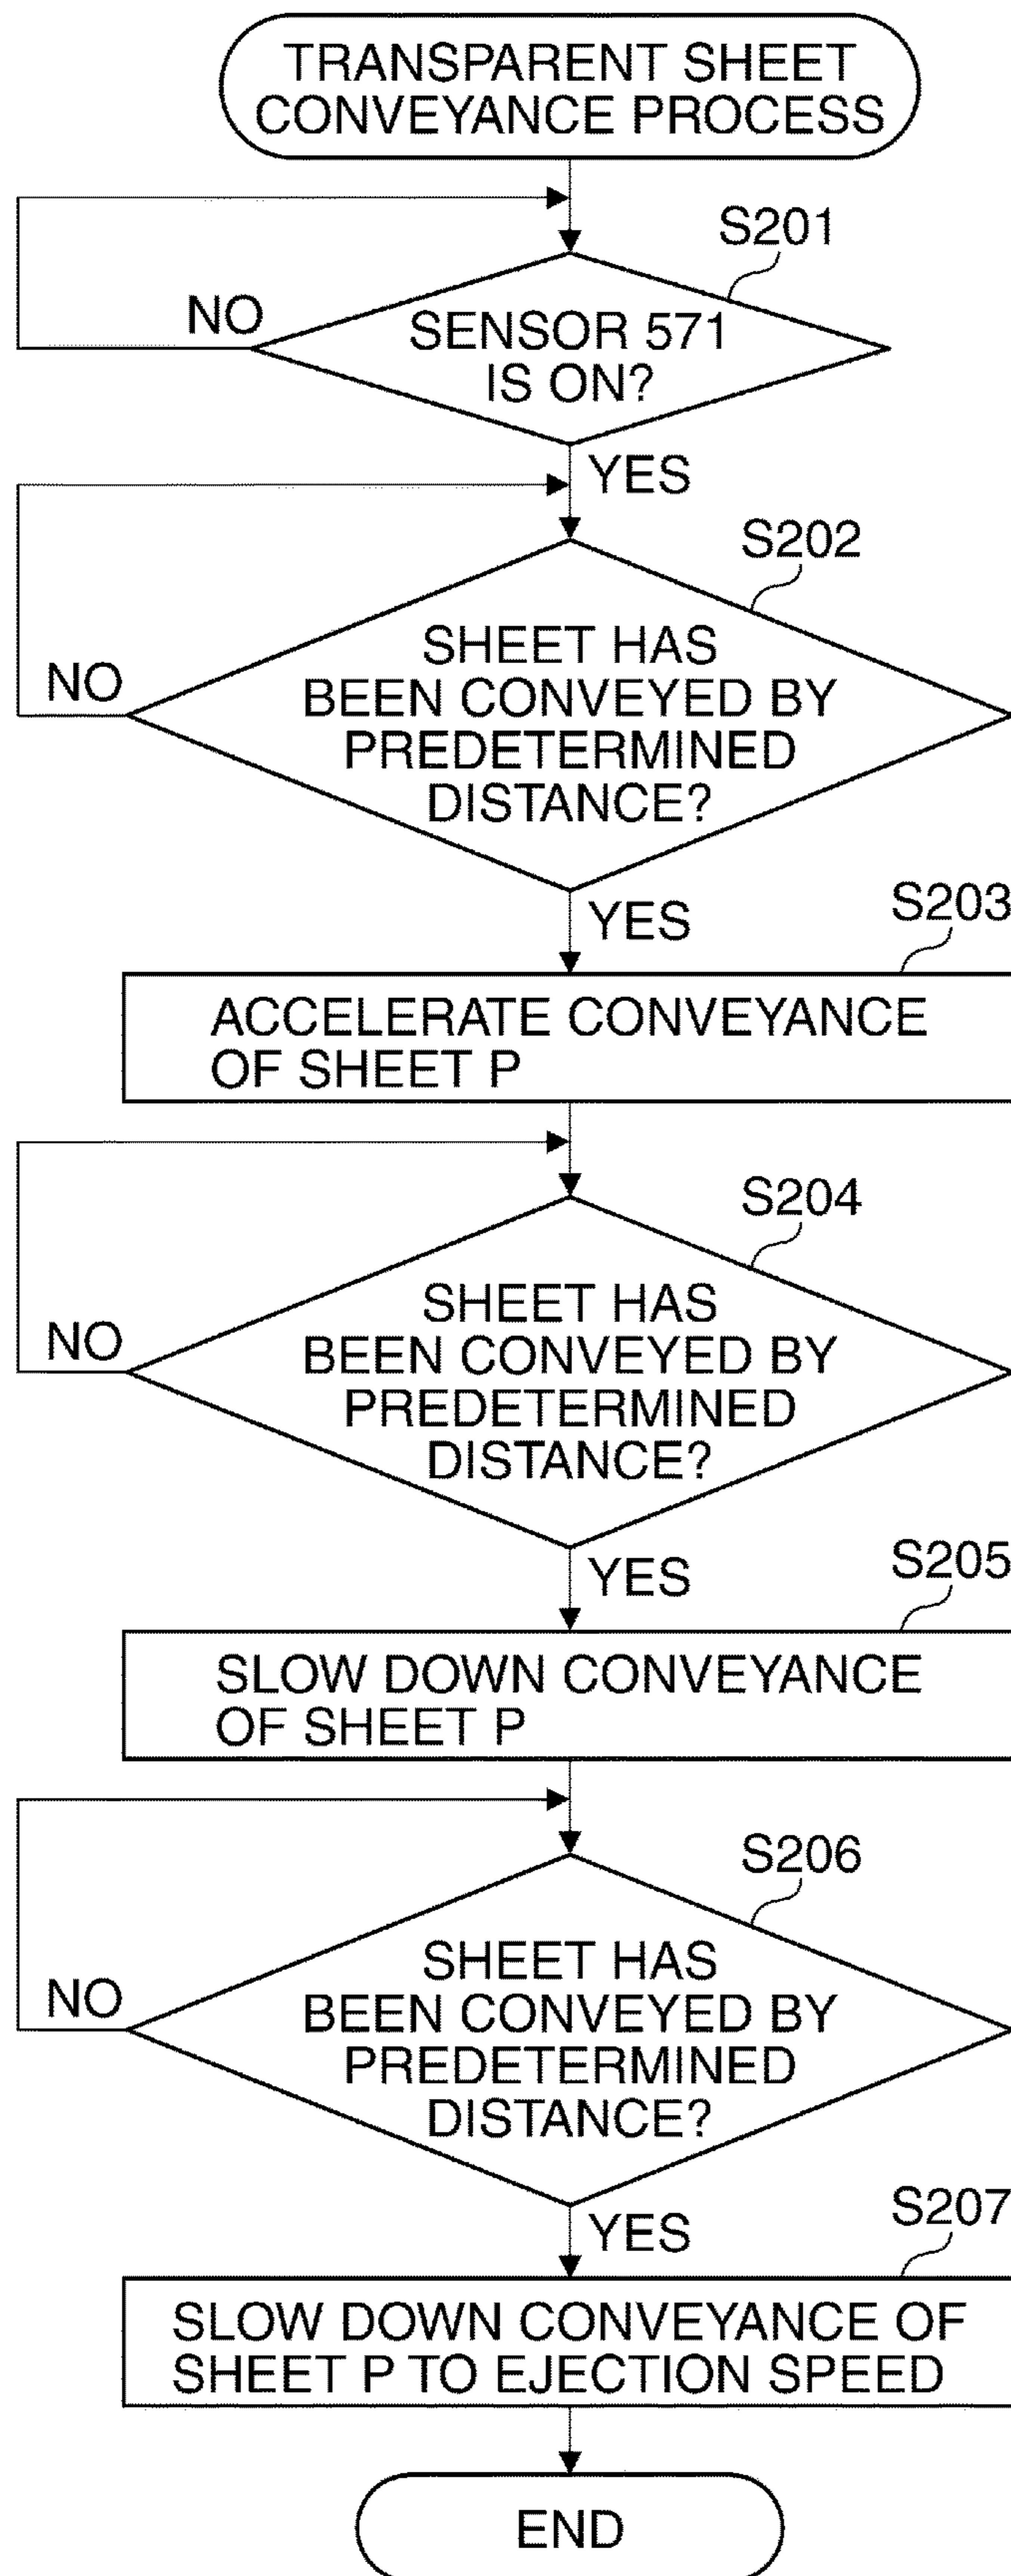 TRANSPARENT SHEET
CONVEYANCE PROCESS
S201
NO
SENSOR 571
IS ON?
YES
S202
NO
SHEET HAS
BEEN CONVEYED BY
PREDETERMINED
DISTANCE?
YES
S203
ACCELERATE CONVEYANCE
OF SHEET P
S204
NO
SHEET HAS
BEEN CONVEYED BY
PREDETERMINED
DISTANCE?
YES
S205
SLOW DOWN CONVEYANCE
OF SHEET P
S206
NO
SHEET HAS
BEEN CONVEYED BY
PREDETERMINED
DISTANCE?
YES
S207
SLOW DOWN CONVEYANCE OF
SHEET P TO EJECTION SPEED
END